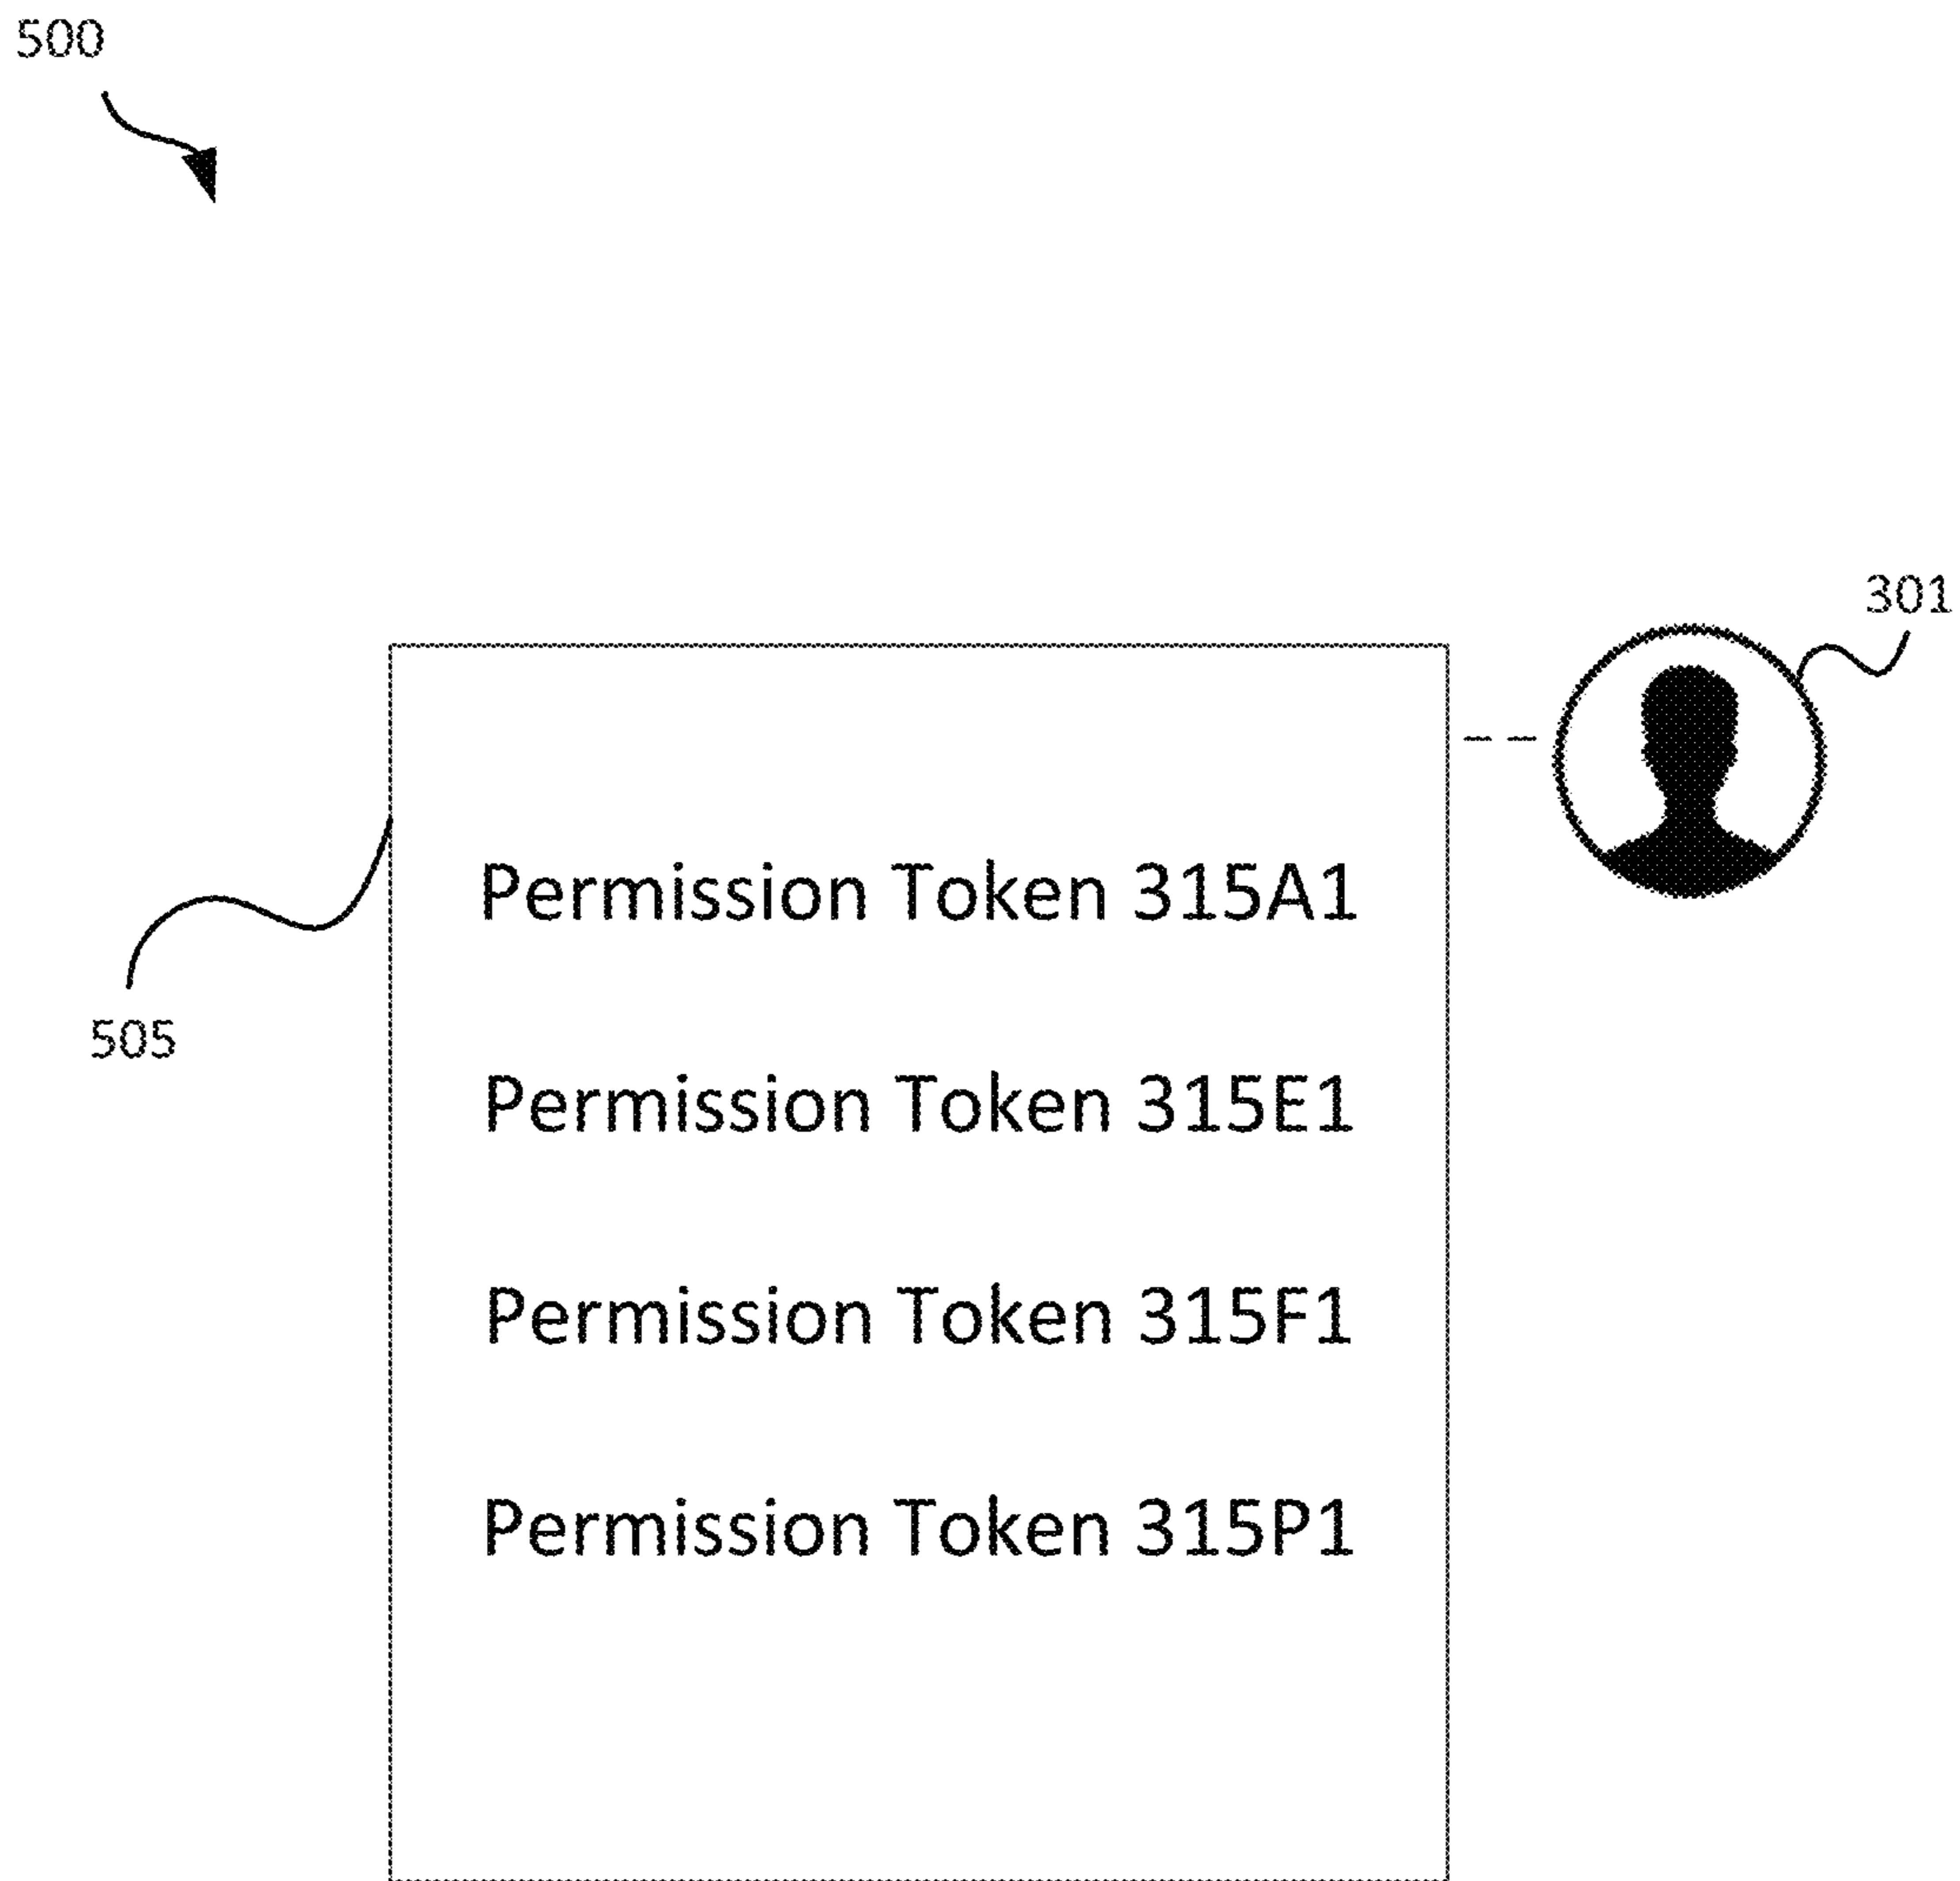 500
301
Permission Token 315A1
505
Permission Token 315E1
Permission Token 315F1
Permission Token 315P1